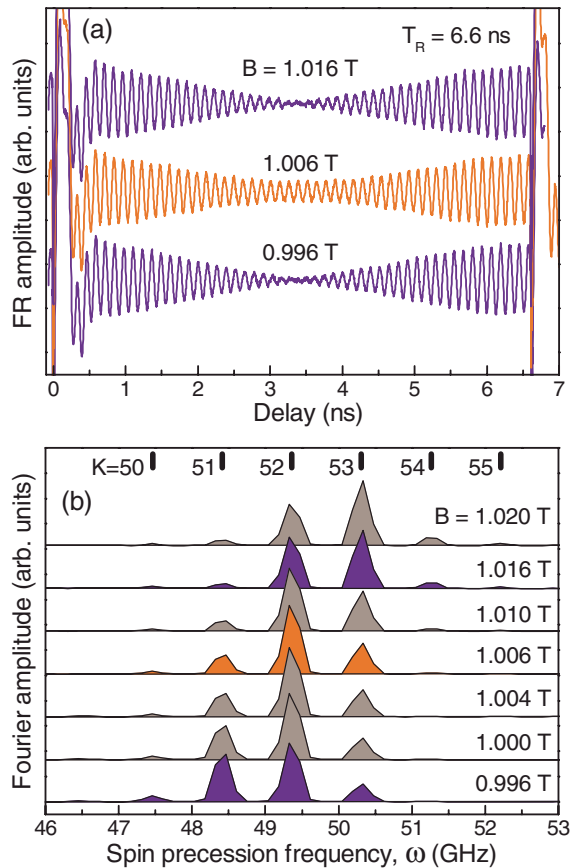 (a)
T_R = 6.6 ns
B = 1.016 T
1.006 T
0.996 T
FR amplitude (arb. units)
0 1 2 3 4 5 6 7
Delay (ns)
K=50 51 52 53 54 55
(b)
B = 1.020 T
1.016 T
1.010 T
1.006 T
1.004 T
1.000 T
0.996 T
Fourier amplitude (arb. units)
46 47 48 49 50 51 52 53
Spin precession frequency, ω (GHz)